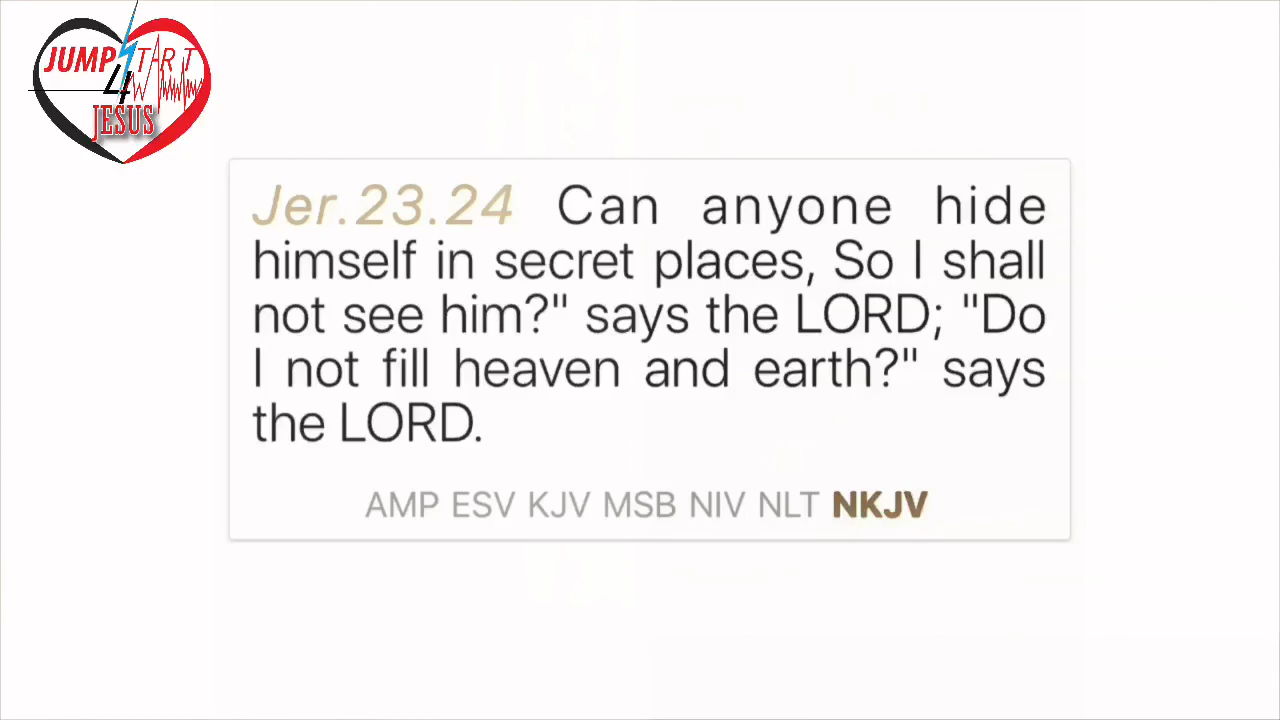 JUMP START
4
JESUS
Jer.23.24 Can anyone hide
himself in secret places, So I shall
not see him?" says the LORD; "Do
I not fill heaven and earth?" says
the LORD.
AMP ESV KJV MSB NIV NLT NKJV